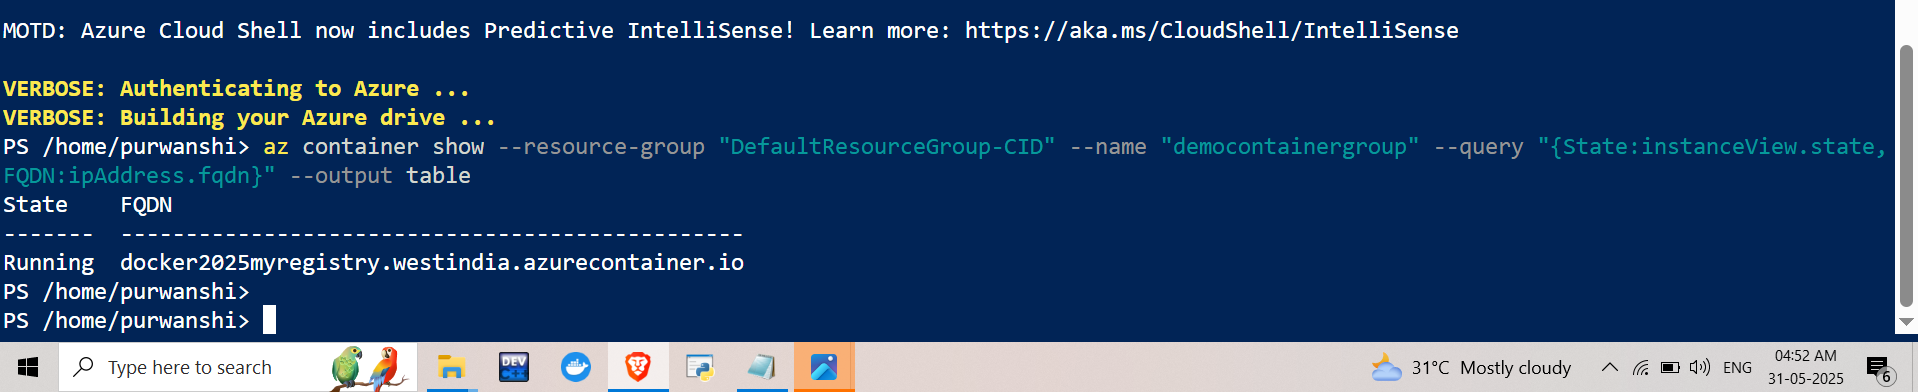 MOTD: Azure Cloud Shell now includes Predictive IntelliSense! Learn more: https://aka.ms/CloudShell/IntelliSense
VERBOSE: Authenticating to Azure ...
VERBOSE: Building your Azure drive ...
PS /home/purwanshi> az container show --resource-group "DefaultResourceGroup-CID" --name "democontainergroup" --query "{State:instanceView.state,
FQDN:ipAddress.fqdn}" --output table
State    FQDN
-------  ------------------------------------------------
Running  docker2025myregistry.westindia.azurecontainer.io
PS /home/purwanshi>
PS /home/purwanshi>
Type here to search
DEV
C++
31°C Mostly cloudy
ENG
04:52 AM
31-05-2025
6